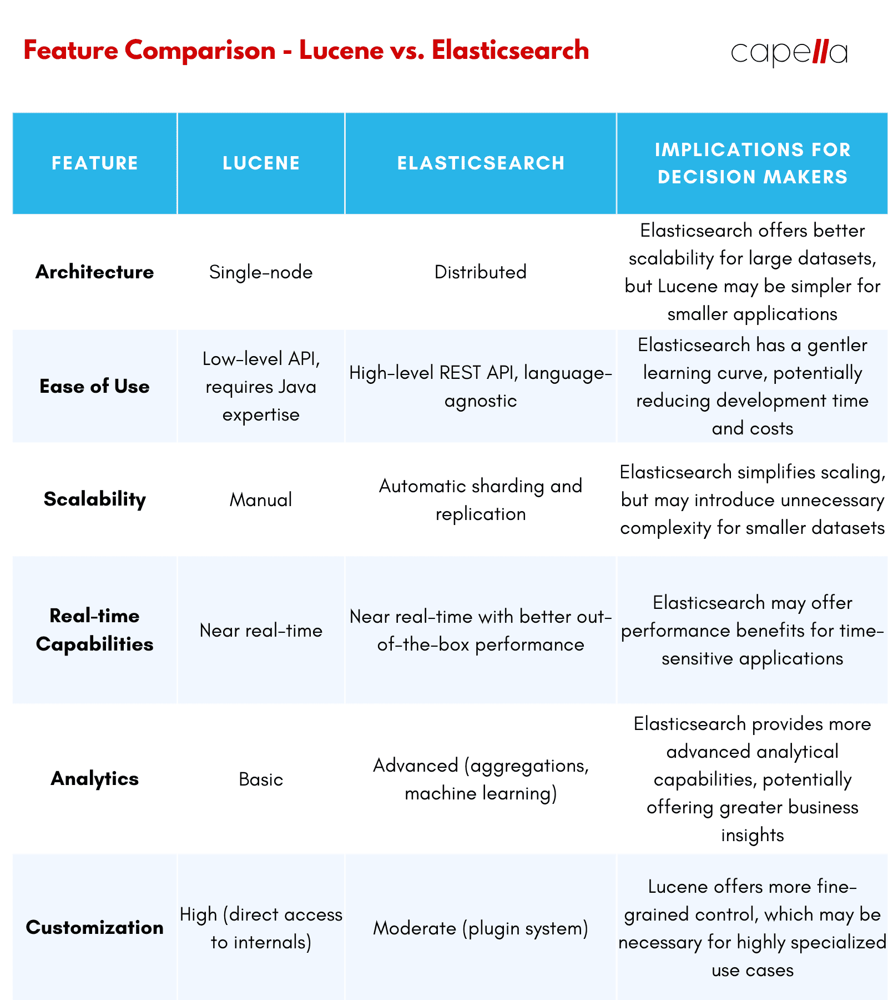 Feature Comparison - Lucene vs. Elasticsearch
capella
FEATURE
LUCENE
ELASTICSEARCH
IMPLICATIONS FOR
DECISION MAKERS
Architecture
Single-node
Distributed
Elasticsearch offers better
scalability for large datasets,
but Lucene may be simpler for
smaller applications
Ease of Use
Low-level API,
requires Java
expertise
High-level REST API, language-
agnostic
Elasticsearch has a gentler
learning curve, potentially
reducing development time
and costs
Scalability
Manual
Automatic sharding and
replication
Elasticsearch simplifies scaling,
but may introduce unnecessary
complexity for smaller datasets
Real-time
Capabilities
Near real-time
Near real-time with better out-
of-the-box performance
Elasticsearch may offer
performance benefits for time-
sensitive applications
Analytics
Basic
Advanced (aggregations,
machine learning)
Elasticsearch provides more
advanced analytical
capabilities, potentially
offering greater business
insights
Customization
High (direct access
to internals)
Moderate (plugin system)
Lucene offers more fine-
grained control, which may be
necessary for highly specialized
use cases